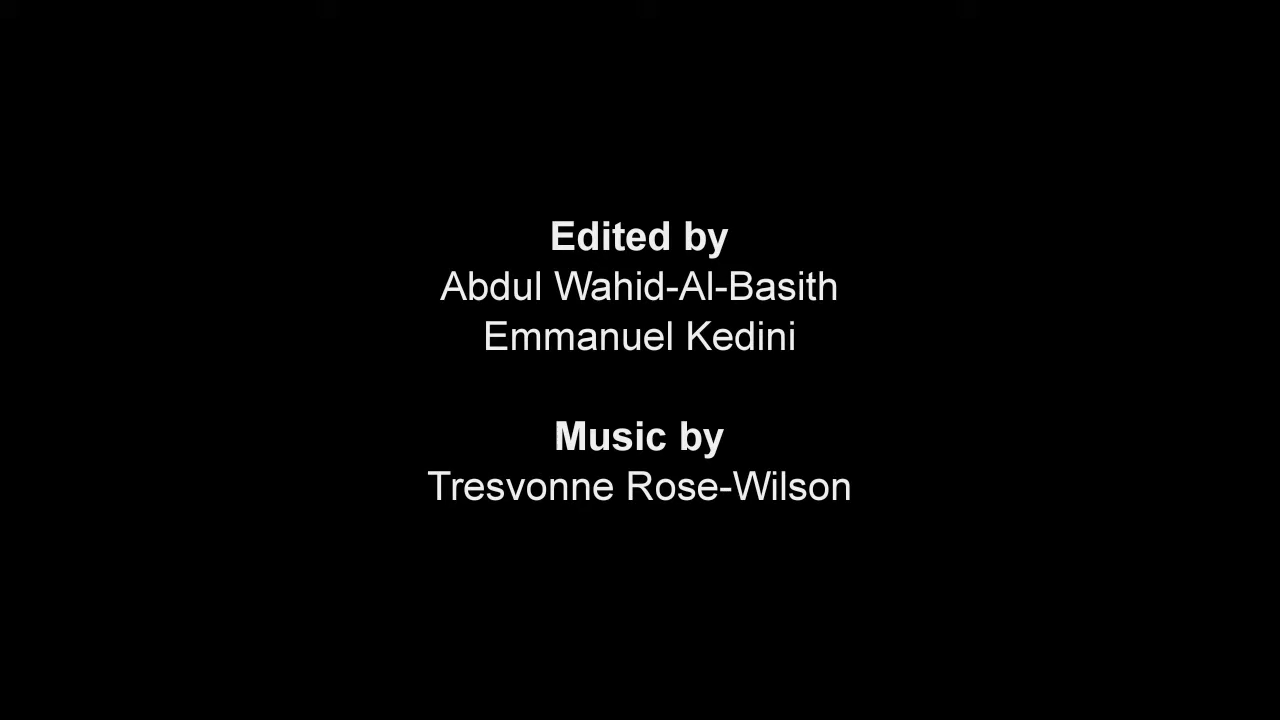 Edited by
Abdul Wahid-Al-Basith
Emmanuel Kedini
Music by
Tresvonne Rose-Wilson